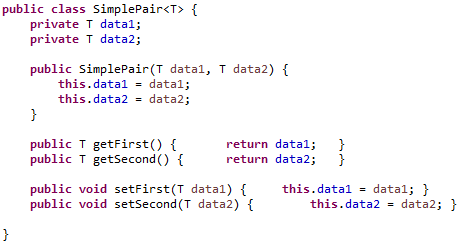 public class SimplePair<T> {
    private T data1;
    private T data2;

    public SimplePair(T data1, T data2) {
        this.data1 = data1;
        this.data2 = data2;
    }

    public T getFirst() {       return data1;   }
    public T getSecond() {      return data2;   }

    public void setFirst(T data1) {     this.data1 = data1; }
    public void setSecond(T data2) {        this.data2 = data2; }

}